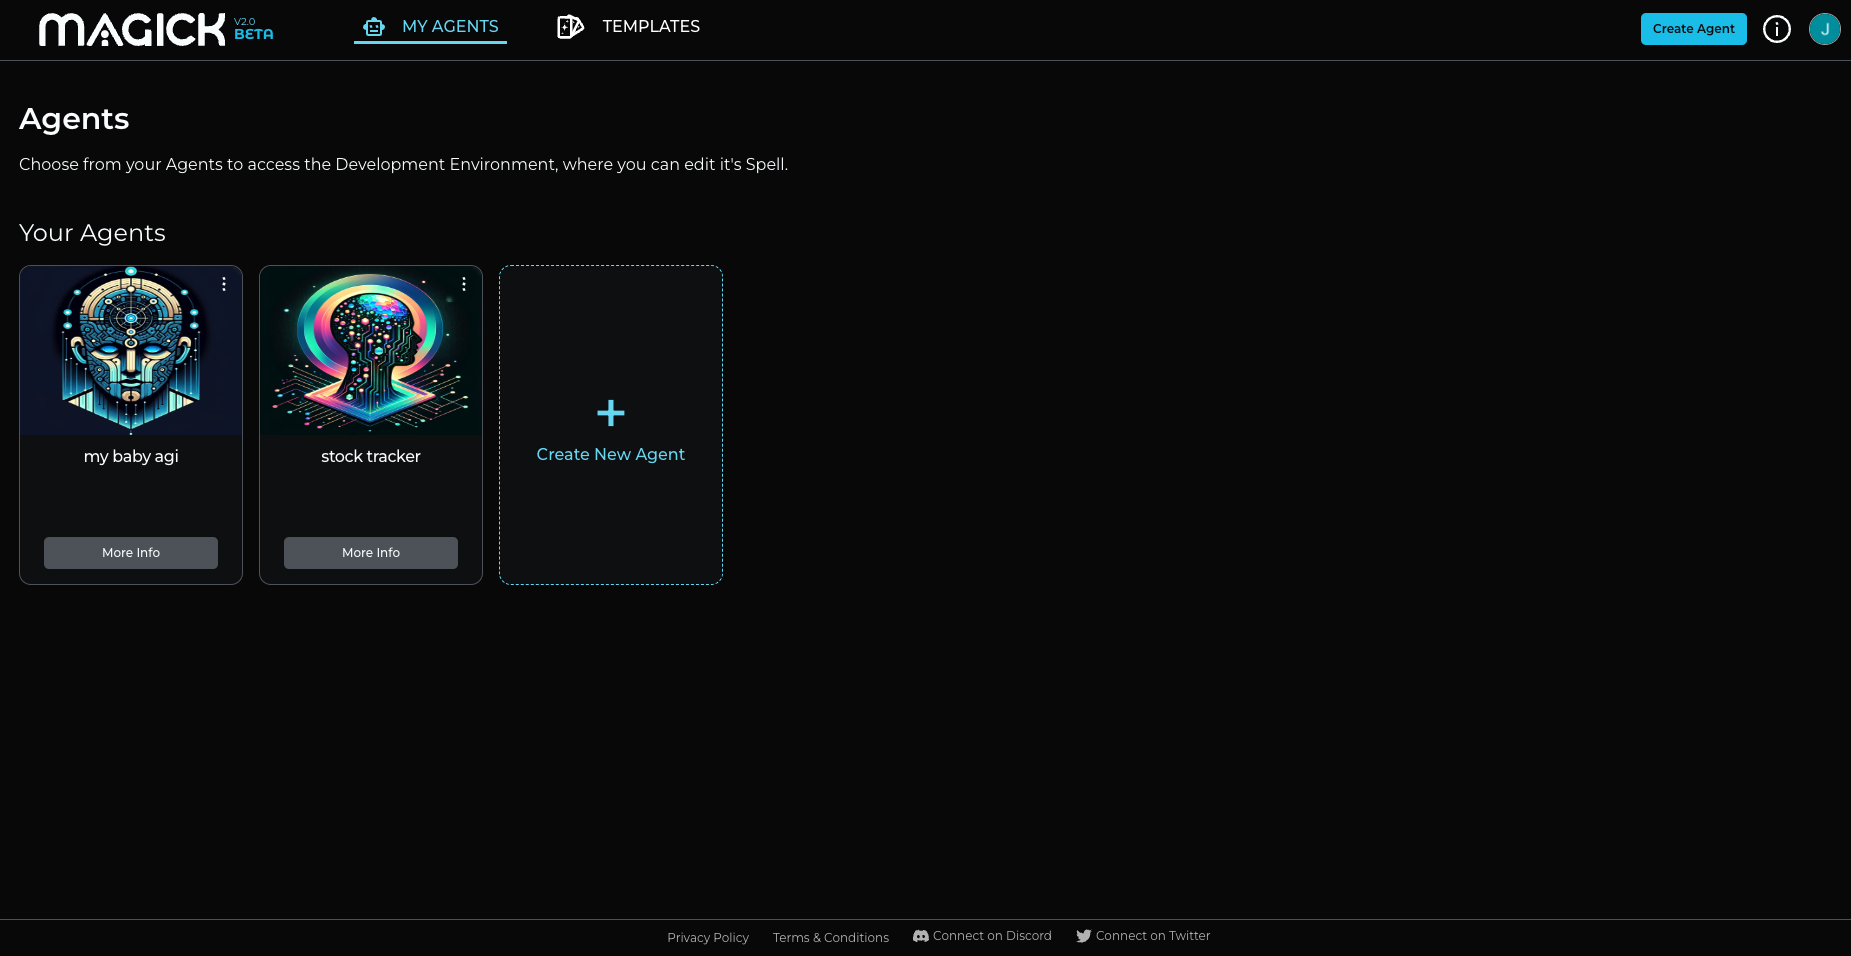 MAGICK V2.0 BETA
MY AGENTS
TEMPLATES
Create Agent
J
Agents
Choose from your Agents to access the Development Environment, where you can edit it's Spell.
Your Agents
my baby agi
More Info
stock tracker
More Info
Create New Agent
Privacy Policy
Terms & Conditions
Connect on Discord
Connect on Twitter